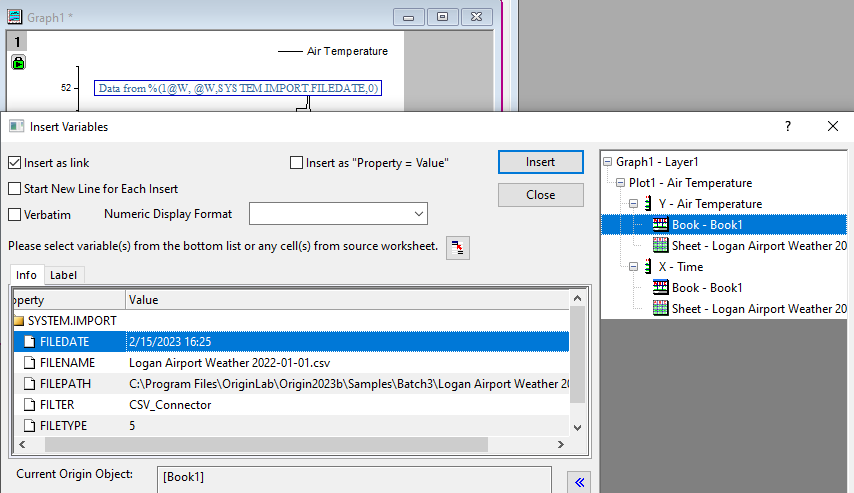 Graph1 *
1
Air Temperature
52
Data from %(1@W, @W,SYSTEM.IMPORT.FILEDATE,0)
Insert Variables
?
Insert as link
Insert as "Property = Value"
Insert
Start New Line for Each Insert
Close
Verbatim
Numeric Display Format
Please select variable(s) from the bottom list or any cell(s) from source worksheet.
Info
Label
operty
Value
SYSTEM.IMPORT
FILEDATE
2/15/2023 16:25
FILENAME
Logan Airport Weather 2022-01-01.csv
FILEPATH
C:\Program Files\OriginLab\Origin2023b\Samples\Batch3\Logan Airport Weather 20
FILTER
CSV_Connector
FILETYPE
5
Current Origin Object:
[Book1]
Graph1 - Layer1
Plot1 - Air Temperature
Y - Air Temperature
Book - Book1
Sheet - Logan Airport Weather 20
X - Time
Book - Book1
Sheet - Logan Airport Weather 20